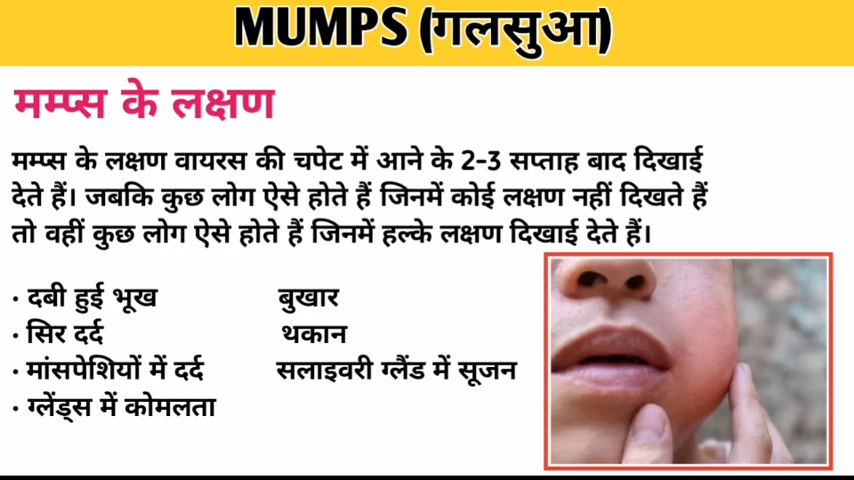 MUMPS (गलसुआ)
मम्प्स के लक्षण
मम्प्स के लक्षण वायरस की चपेट में आने के 2-3 सप्ताह बाद दिखाई
देते हैं। जबकि कुछ लोग ऐसे होते हैं जिनमें कोई लक्षण नहीं दिखते हैं
तो वहीं कुछ लोग ऐसे होते हैं जिनमें हल्के लक्षण दिखाई देते हैं।
• दबी हुई भूख बुखार
• सिर दर्द थकान
• मांसपेशियों में दर्द सलाइवरी ग्लैंड में सूजन
• ग्लेंड्स में कोमलता